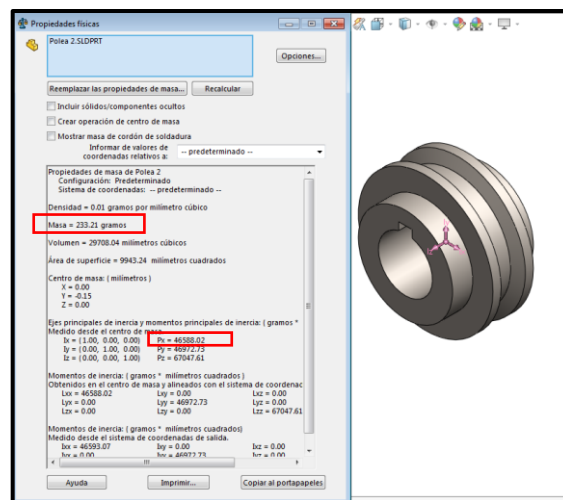 Propiedades físicas
Polea 2.SLDPRT
Opciones...
Reemplazar las propiedades de masa... Recalcular
Incluir sólidos/componentes ocultos
Crear operación de centro de masa
Mostrar masa de cordón de soldadura
Informar de valores de
coordenadas relativos a: -- predeterminado --
Propiedades de masa de Polea 2
Configuración: Predeterminado
Sistema de coordenadas: -- predeterminado --
Densidad = 0.01 gramos por milímetro cúbico
Masa = 233.21 gramos
Volumen = 29708.04 milímetros cúbicos
Área de superficie = 9943.24 milímetros cuadrados
Centro de masa: ( milímetros )
X = 0.00
Y = -0.15
Z = 0.00
Ejes principales de inercia y momentos principales de inercia: ( gramos *
Medido desde el centro de masa.
Ix = ( 1.00, 0.00, 0.00) Px = 46588.02
Iy = ( 0.00, 1.00, 0.00) Py = 46972.73
Iz = ( 0.00, 0.00, 1.00) Pz = 67047.61
Momentos de inercia: ( gramos * milímetros cuadrados )
Obtenidos en el centro de masa y alineados con el sistema de coordenac
Lxx = 46588.02 Lxy = 0.00 Lxz = 0.00
Lyx = 0.00 Lyy = 46972.73 Lyz = 0.00
Lzx = 0.00 Lzy = 0.00 Lzz = 67047.61
Momentos de inercia: ( gramos * milímetros cuadrados)
Medido desde el sistema de coordenadas de salida.
Ixx = 46593.07 Ixy = 0.00 Ixz = 0.00
Iyx = 0.00 Iyy = 46972.73 Iyz = 0.00
Ayuda Imprimir... Copiar al portapapeles